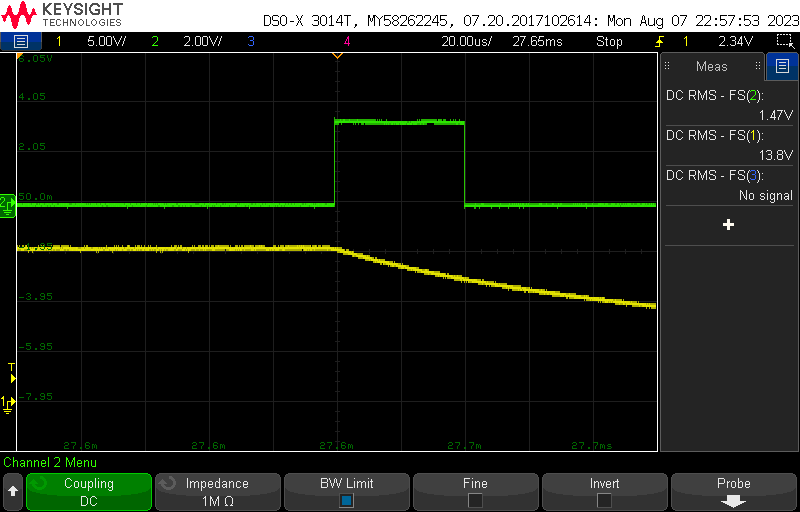 KEYSIGHT
TECHNOLOGIES
DSO-X 3014T, MY58262245, 07.20.2017102614: Mon Aug 07 22:57:53 2023
1 5.00V/ 2 2.00V/ 3 4 20.00us/ 27.65ms Stop 1 2.34V
6.05V
4.05
2.05
50.0m
-1.95
-3.95
-5.95
-7.95
2
T
1
27.6m 27.6m 27.6m 27.7m 27.7ms
Meas
DC RMS - FS(2):
1.47V
DC RMS - FS(1):
13.8V
DC RMS - FS(3):
No signal
Channel 2 Menu
Coupling
DC
Impedance
1M Ω
BW Limit
Fine
Invert
Probe